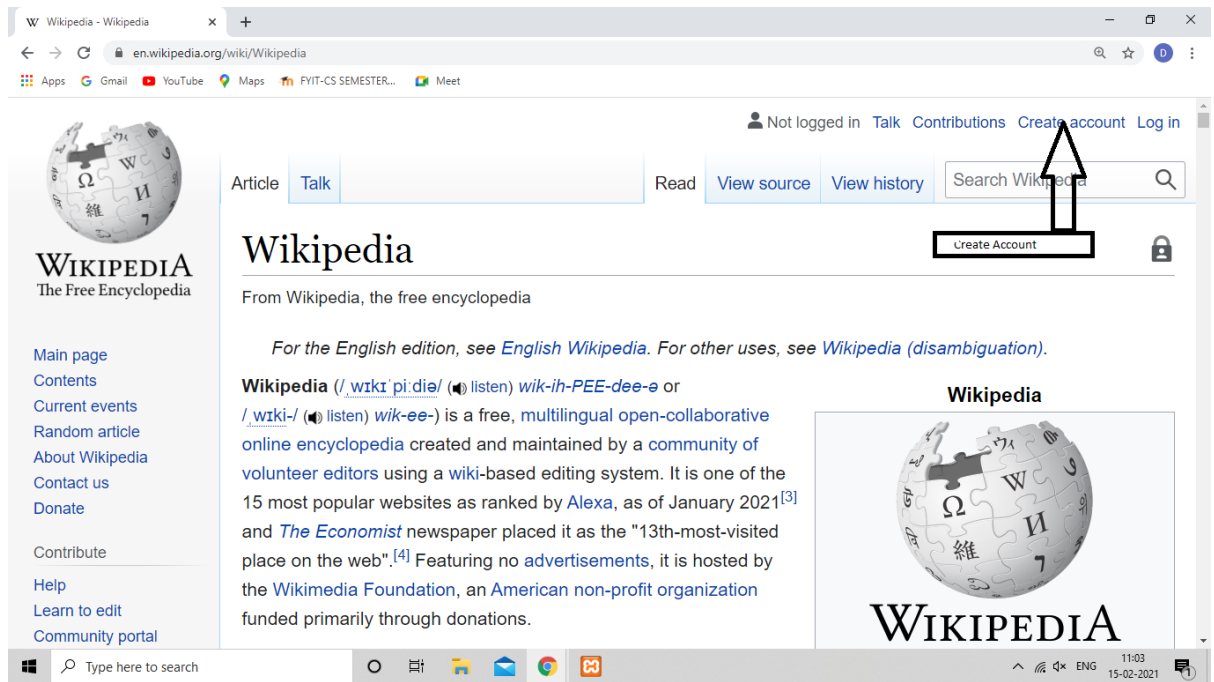 Wikipedia - Wikipedia
en.wikipedia.org/wiki/Wikipedia
D
Apps Gmail YouTube Maps FYIT-CS SEMESTER... Meet
Not logged in Talk Contributions Create account Log in
Article Talk Read View source View history Search Wikipedia
Create Account
WIKIPEDIA
The Free Encyclopedia
Main page
Contents
Current events
Random article
About Wikipedia
Contact us
Donate
Contribute
Help
Learn to edit
Community portal
Wikipedia
From Wikipedia, the free encyclopedia
For the English edition, see English Wikipedia. For other uses, see Wikipedia (disambiguation).
Wikipedia (/ˌwɪkɪˈpiːdiə/ (listen) wik-ih-PEE-dee-ə or
/ˌwɪki-/ (listen) wik-ee-) is a free, multilingual open-collaborative
online encyclopedia created and maintained by a community of
volunteer editors using a wiki-based editing system. It is one of the
15 most popular websites as ranked by Alexa, as of January 2021[3]
and The Economist newspaper placed it as the "13th-most-visited
place on the web".[4] Featuring no advertisements, it is hosted by
the Wikimedia Foundation, an American non-profit organization
funded primarily through donations.
Wikipedia
Ω W И 維 7
WIKIPEDIA
Type here to search
ENG
11:03
15-02-2021
1